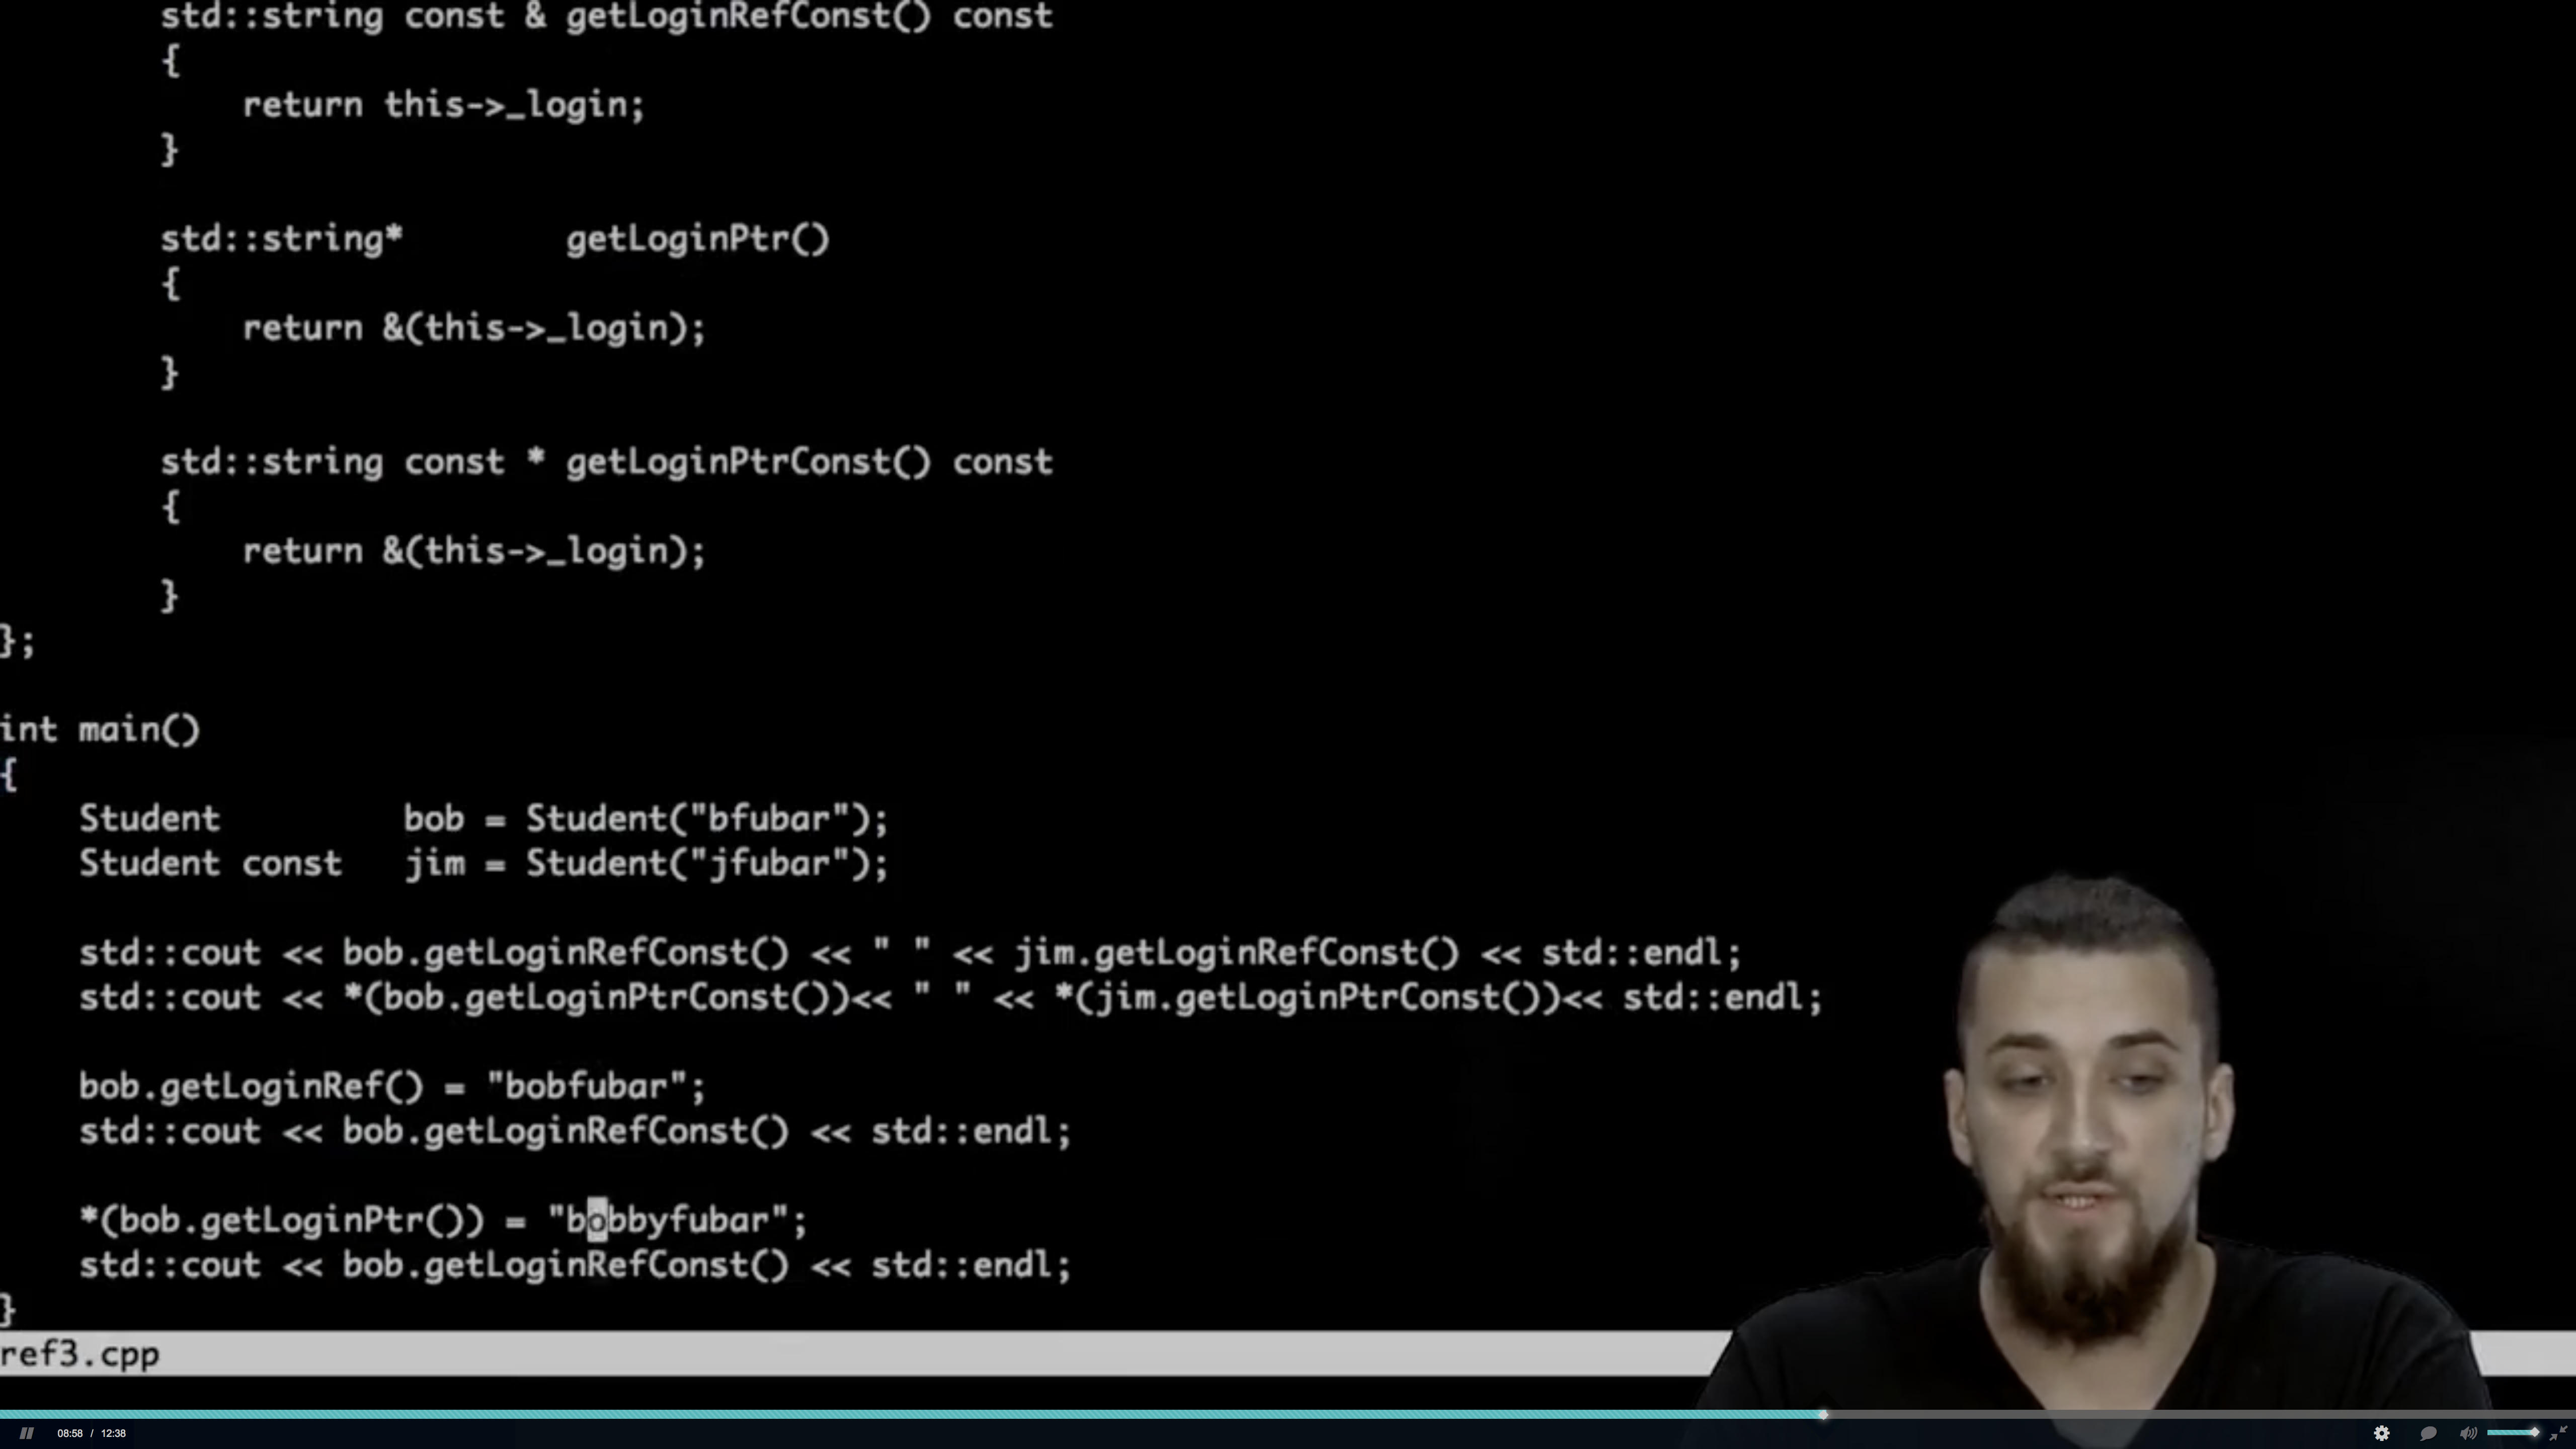 std::string const & getLoginRefConst() const
{
return this->_login;
}
std::string* getLoginPtr()
{
return &(this->_login);
}
std::string const * getLoginPtrConst() const
{
return &(this->_login);
}
};
int main()
{
Student bob = Student("bfubar");
Student const jim = Student("jfubar");
std::cout << bob.getLoginRefConst() << " " << jim.getLoginRefConst() << std::endl;
std::cout << *(bob.getLoginPtrConst())<< " " << *(jim.getLoginPtrConst())<< std::endl;
bob.getLoginRef() = "bobfubar";
std::cout << bob.getLoginRefConst() << std::endl;
*(bob.getLoginPtr()) = "bobbyfubar";
std::cout << bob.getLoginRefConst() << std::endl;
}
ref3.cpp
08:58 / 12:38